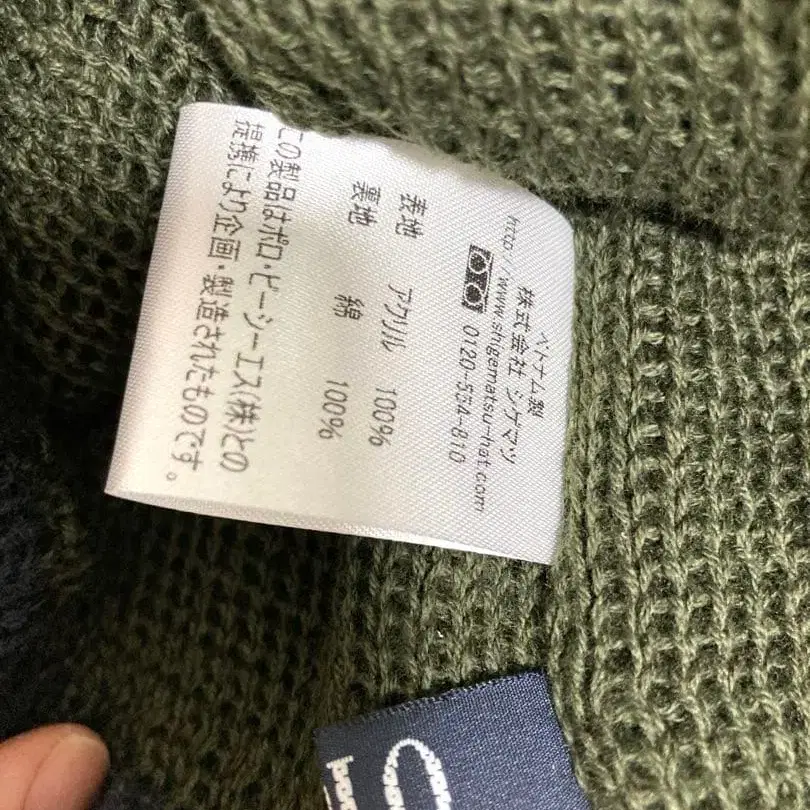 ベトナム製
株式会社 シゲマツ
http://www.shigematsu-hat.com
0120-554-810
表地 アクリル 100%
裏地 綿 100%
この製品はポロ・ビーシーエス(株)との
提携により企画・製造されたものです。